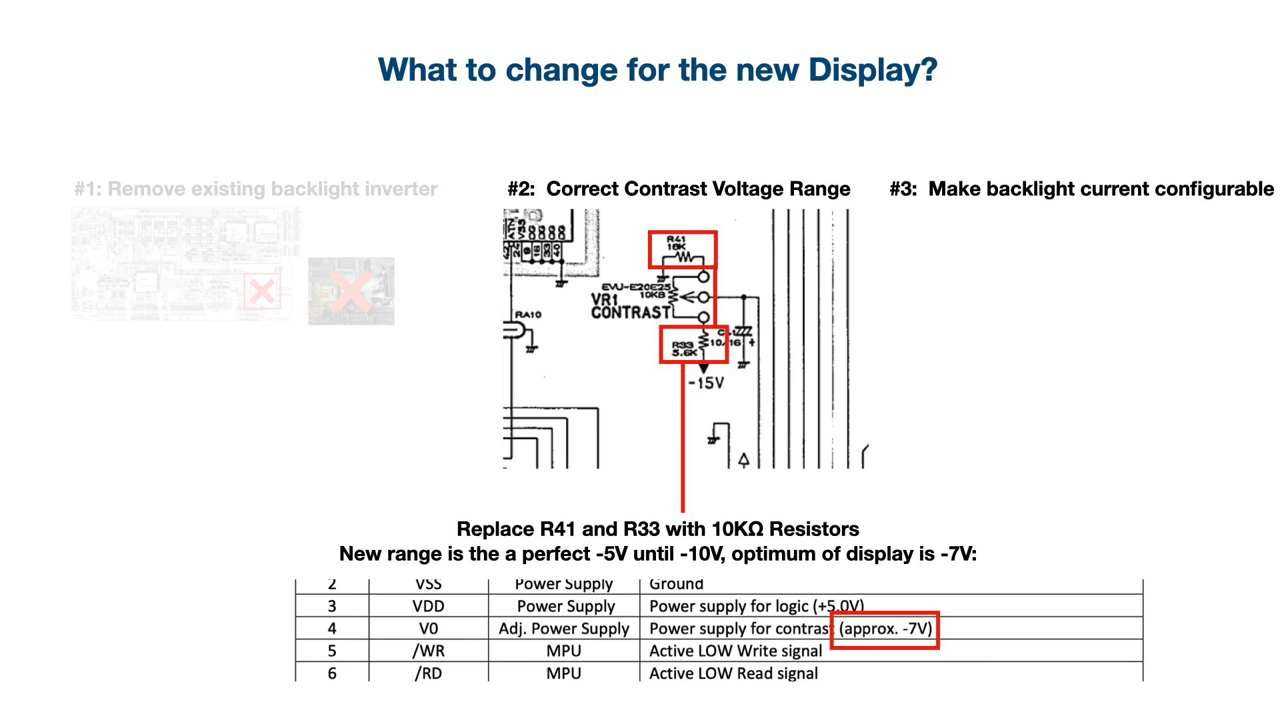 What to change for the new Display?
#1: Remove existing backlight inverter
#2: Correct Contrast Voltage Range
#3: Make backlight current configurable
ATN
VSS
R41
EVU-E20E25
10KB
VR1
CONTRAST
RA10
R33
5.6K
10/16
+
-15V
Replace R41 and R33 with 10KΩ Resistors
New range is the a perfect -5V until -10V, optimum of display is -7V:
2 VSS Power Supply Ground
3 VDD Power Supply Power supply for logic (+5.0V)
4 V0 Adj. Power Supply Power supply for contrast (approx. -7V)
5 /WR MPU Active LOW Write signal
6 /RD MPU Active LOW Read signal